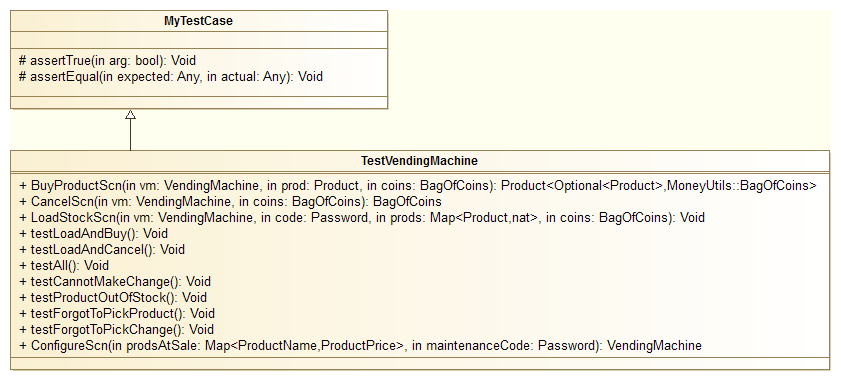 MyTestCase
# assertTrue(in arg: bool): Void
# assertEqual(in expected: Any, in actual: Any): Void
TestVendingMachine
+ BuyProductScn(in vm: VendingMachine, in prod: Product, in coins: BagOfCoins): Product<Optional<Product>,MoneyUtils::BagOfCoins>
+ CancelScn(in vm: VendingMachine, in coins: BagOfCoins): BagOfCoins
+ LoadStockScn(in vm: VendingMachine, in code: Password, in prods: Map<Product,nat>, in coins: BagOfCoins): Void
+ testLoadAndBuy(): Void
+ testLoadAndCancel(): Void
+ testAll(): Void
+ testCannotMakeChange(): Void
+ testProductOutOfStock(): Void
+ testForgotToPickProduct(): Void
+ testForgotToPickChange(): Void
+ ConfigureScn(in prodsAtSale: Map<ProductName,ProductPrice>, in maintenanceCode: Password): VendingMachine